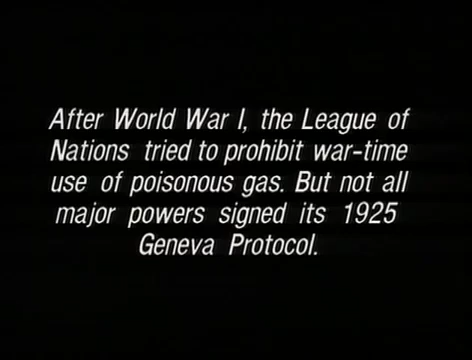 After World War I, the League of
Nations tried to prohibit war-time
use of poisonous gas. But not all
major powers signed its 1925
Geneva Protocol.